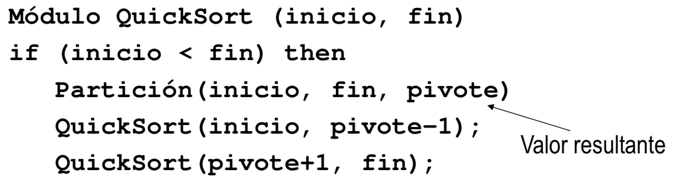 Módulo QuickSort (inicio, fin)
if (inicio < fin) then
Partición(inicio, fin, pivote)
QuickSort(inicio, pivote-1);
Valor resultante
QuickSort(pivote+1, fin);